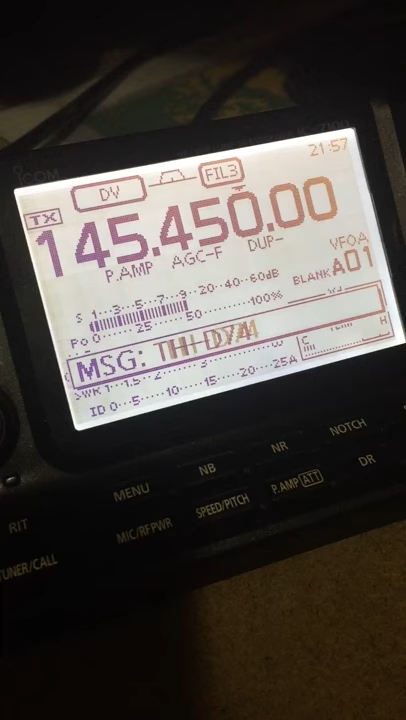 ICOM
21:57
DV FIL3
TX
145.450.00
P.AMP AGC-F DUP-
VFOA
BLANK A01
S 1··3··5··7··9··20··40··60dB
Po 0 25 50 100%
MSG: TH-D74
SWR 1··1.5··2 3
ID 0··5···10···15···20···25A
C H
NOTCH
NR
NB
MENU
DR
P.AMP ATT
SPEED/PITCH
MIC/RF PWR
RIT
TUNER/CALL